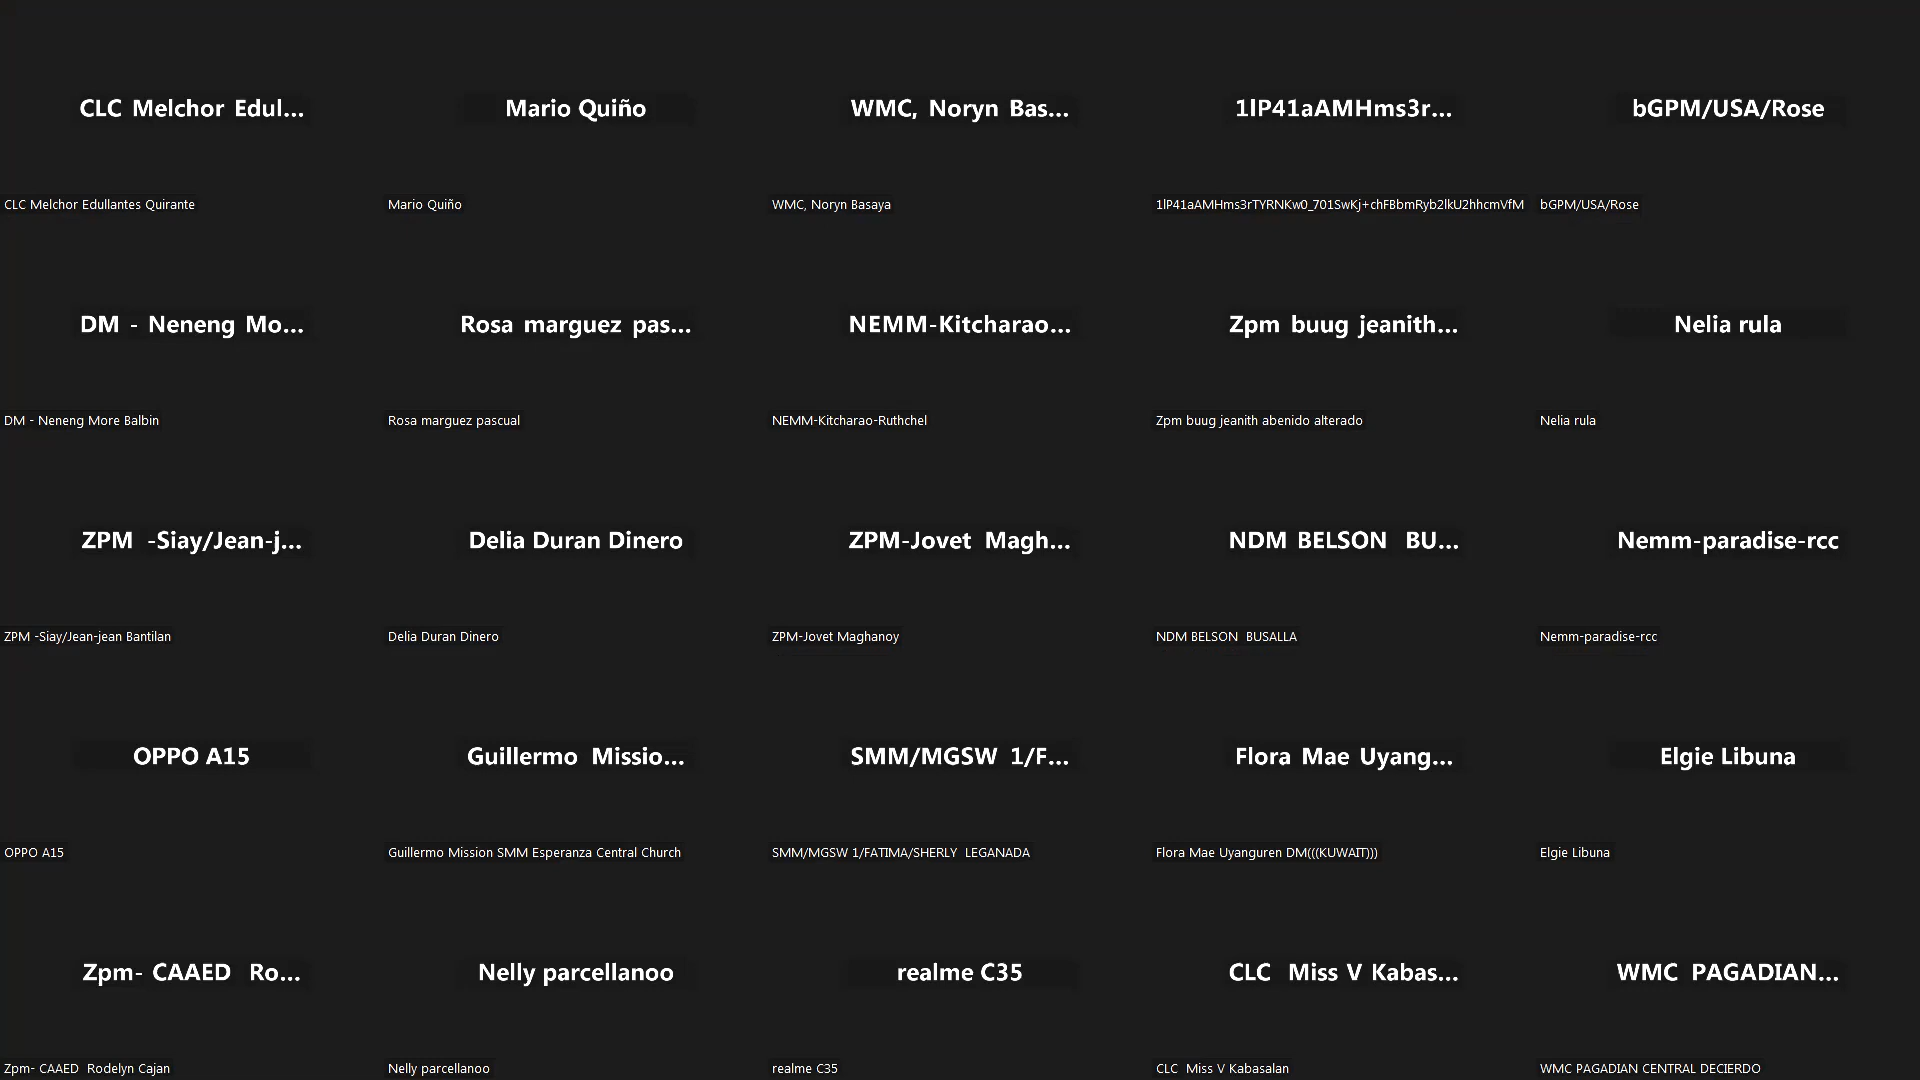 CLC Melchor Edul...
Mario Quiño
WMC, Noryn Bas...
1lP41aAMHms3r...
bGPM/USA/Rose
CLC Melchor Edullantes Quirante
Mario Quiño
WMC, Noryn Basaya
1lP41aAMHms3rTYRNKw0_701SwKj+chFBbmRyb2lkU2hhcmVfM
bGPM/USA/Rose
DM - Neneng Mo...
Rosa marguez pas...
NEMM-Kitcharao...
Zpm buug jeanith...
Nelia rula
DM - Neneng More Balbin
Rosa marguez pascual
NEMM-Kitcharao-Ruthchel
Zpm buug jeanith abenido alterado
Nelia rula
ZPM -Siay/Jean-j...
Delia Duran Dinero
ZPM-Jovet Magh...
NDM BELSON BU...
Nemm-paradise-rcc
ZPM -Siay/Jean-jean Bantilan
Delia Duran Dinero
ZPM-Jovet Maghanoy
NDM BELSON BUSALLA
Nemm-paradise-rcc
OPPO A15
Guillermo Missio...
SMM/MGSW 1/F...
Flora Mae Uyang...
Elgie Libuna
OPPO A15
Guillermo Mission SMM Esperanza Central Church
SMM/MGSW 1/FATIMA/SHERLY LEGANADA
Flora Mae Uyanguren DM(((KUWAIT)))
Elgie Libuna
Zpm- CAAED Ro...
Nelly parcellanoo
realme C35
CLC Miss V Kabas...
WMC PAGADIAN...
Zpm- CAAED Rodelyn Cajan
Nelly parcellanoo
realme C35
CLC Miss V Kabasalan
WMC PAGADIAN CENTRAL DECIERDO